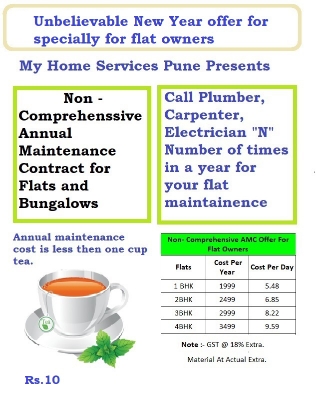 Unbelievable New Year offer for
specially for flat owners
My Home Services Pune Presents
Non -
Comprehenssive
Annual
Maintenance
Contract for
Flats and
Bungalows
Call Plumber,
Carpenter,
Electrician "N"
Number of times
in a year for
your flat
maintainence
Annual maintenance
cost is less then one cup
tea.
Rs.10
Non- Comprehensive AMC Offer For
Flat Owners
Flats Cost Per Year Cost Per Day
1 BHK 1999 5.48
2BHK 2499 6.85
3BHK 2999 8.22
4BHK 3499 9.59
Note :- GST @ 18% Extra.
Material At Actual Extra.